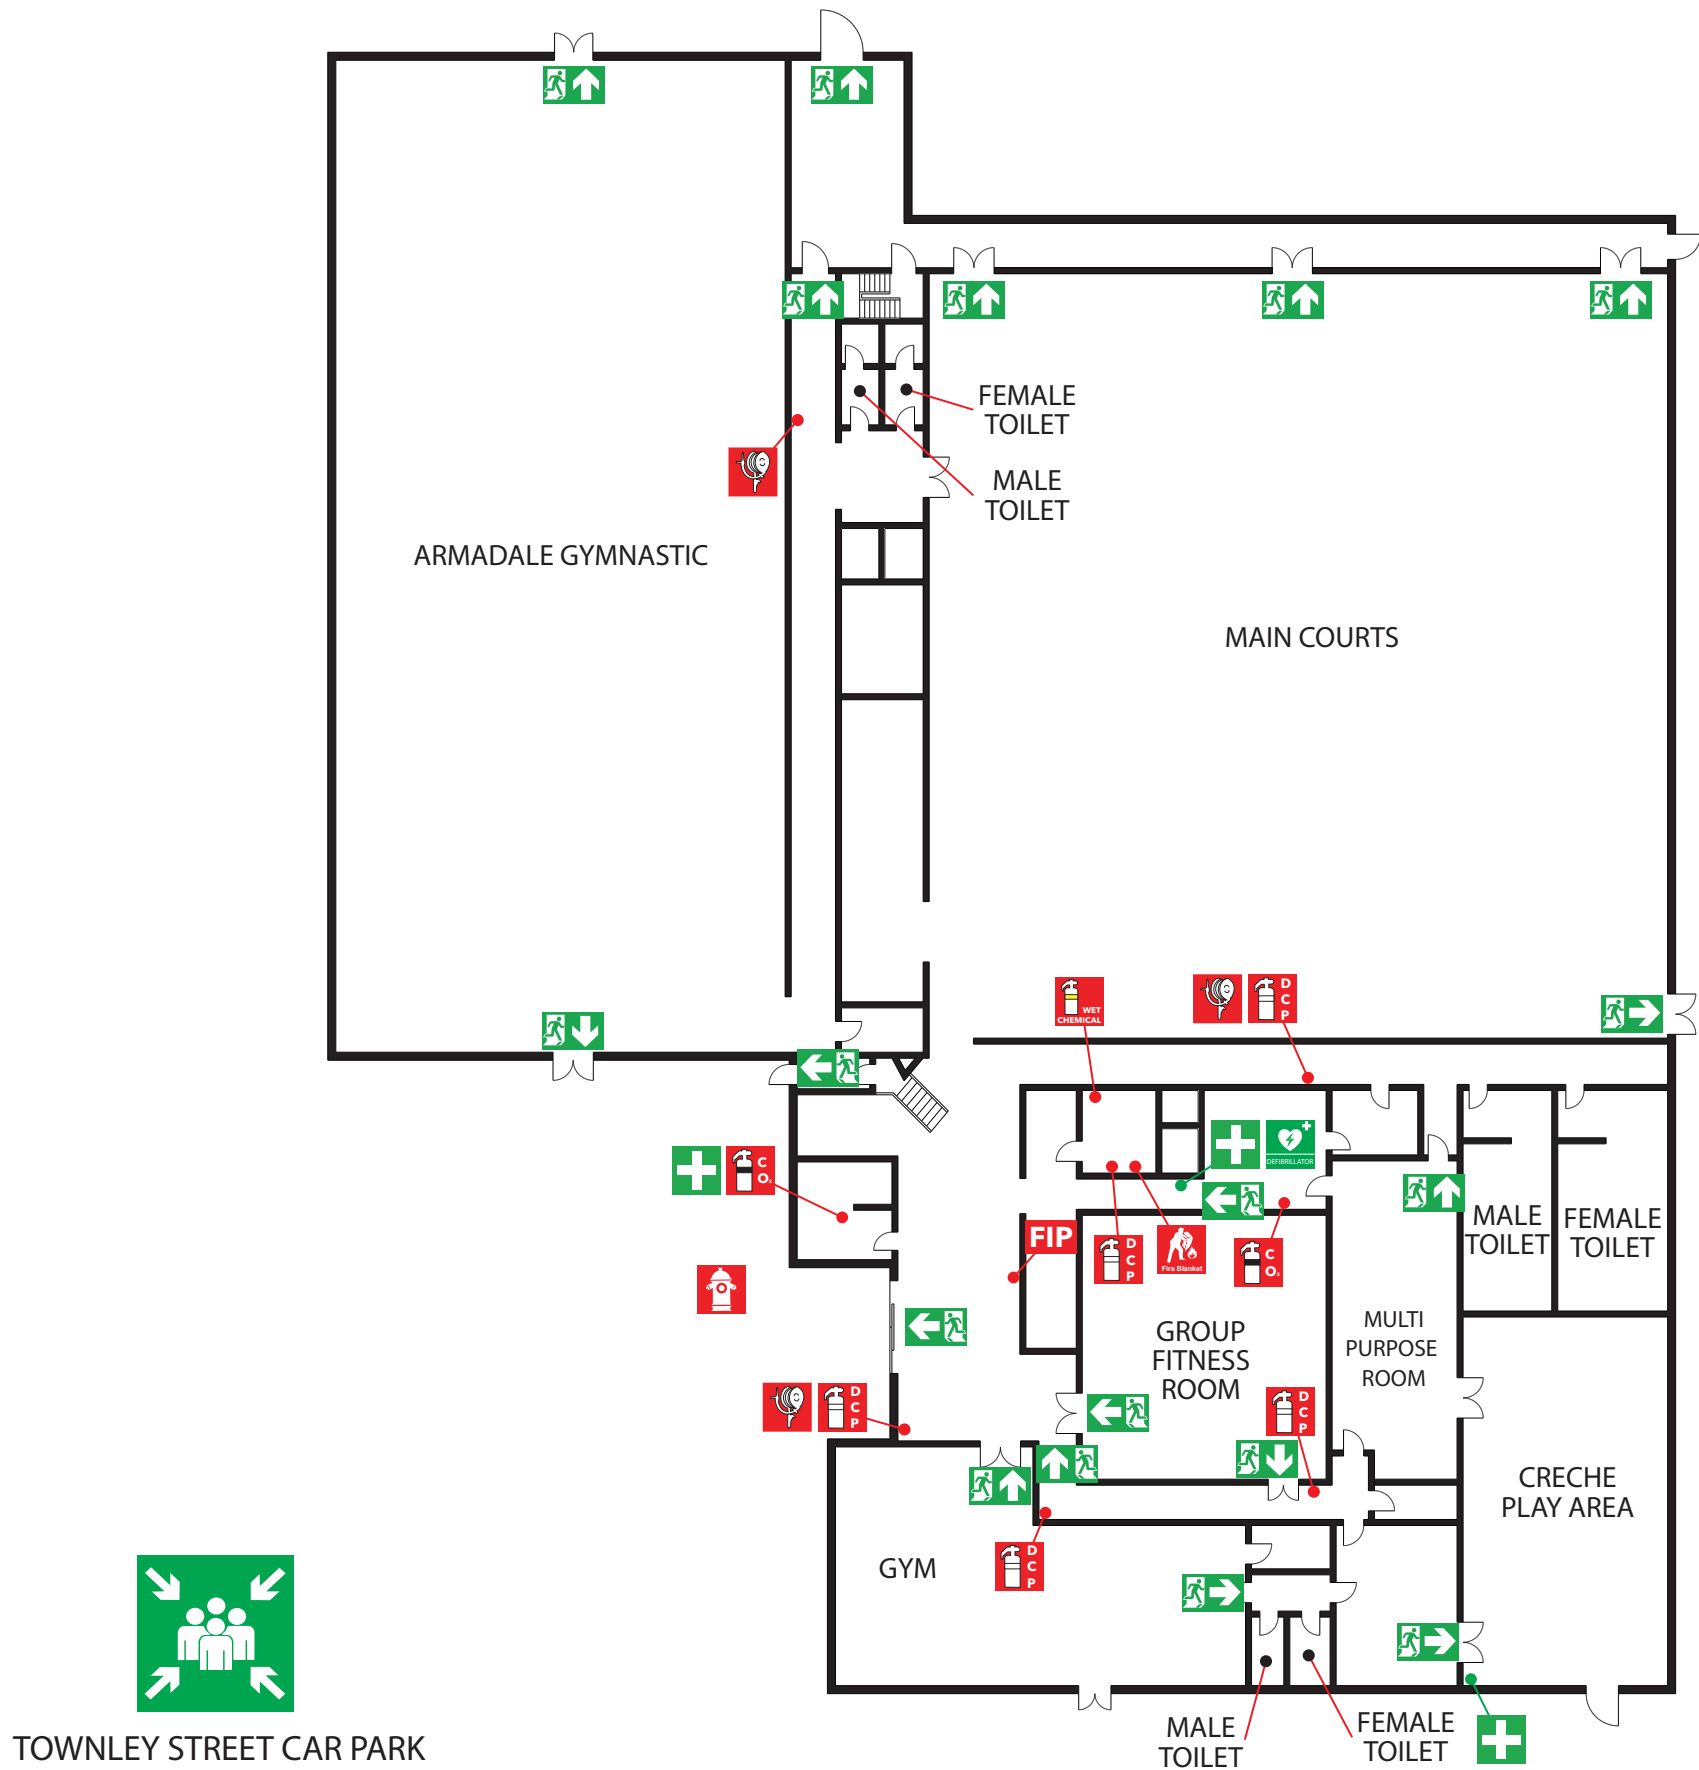 FEMALE
TOILET
MALE
TOILET
ARMADALE GYMNASTIC
MAIN COURTS
WET
CHEMICAL
D
C
P
DEFIBRILLATOR
C
O₂
FIP
D
C
P
Fire Blanket
C
O₂
MALE
TOILET
FEMALE
TOILET
GROUP
FITNESS
ROOM
MULTI
PURPOSE
ROOM
D
C
P
D
C
P
CRECHE
PLAY AREA
GYM
D
C
P
MALE
TOILET
FEMALE
TOILET
TOWNLEY STREET CAR PARK